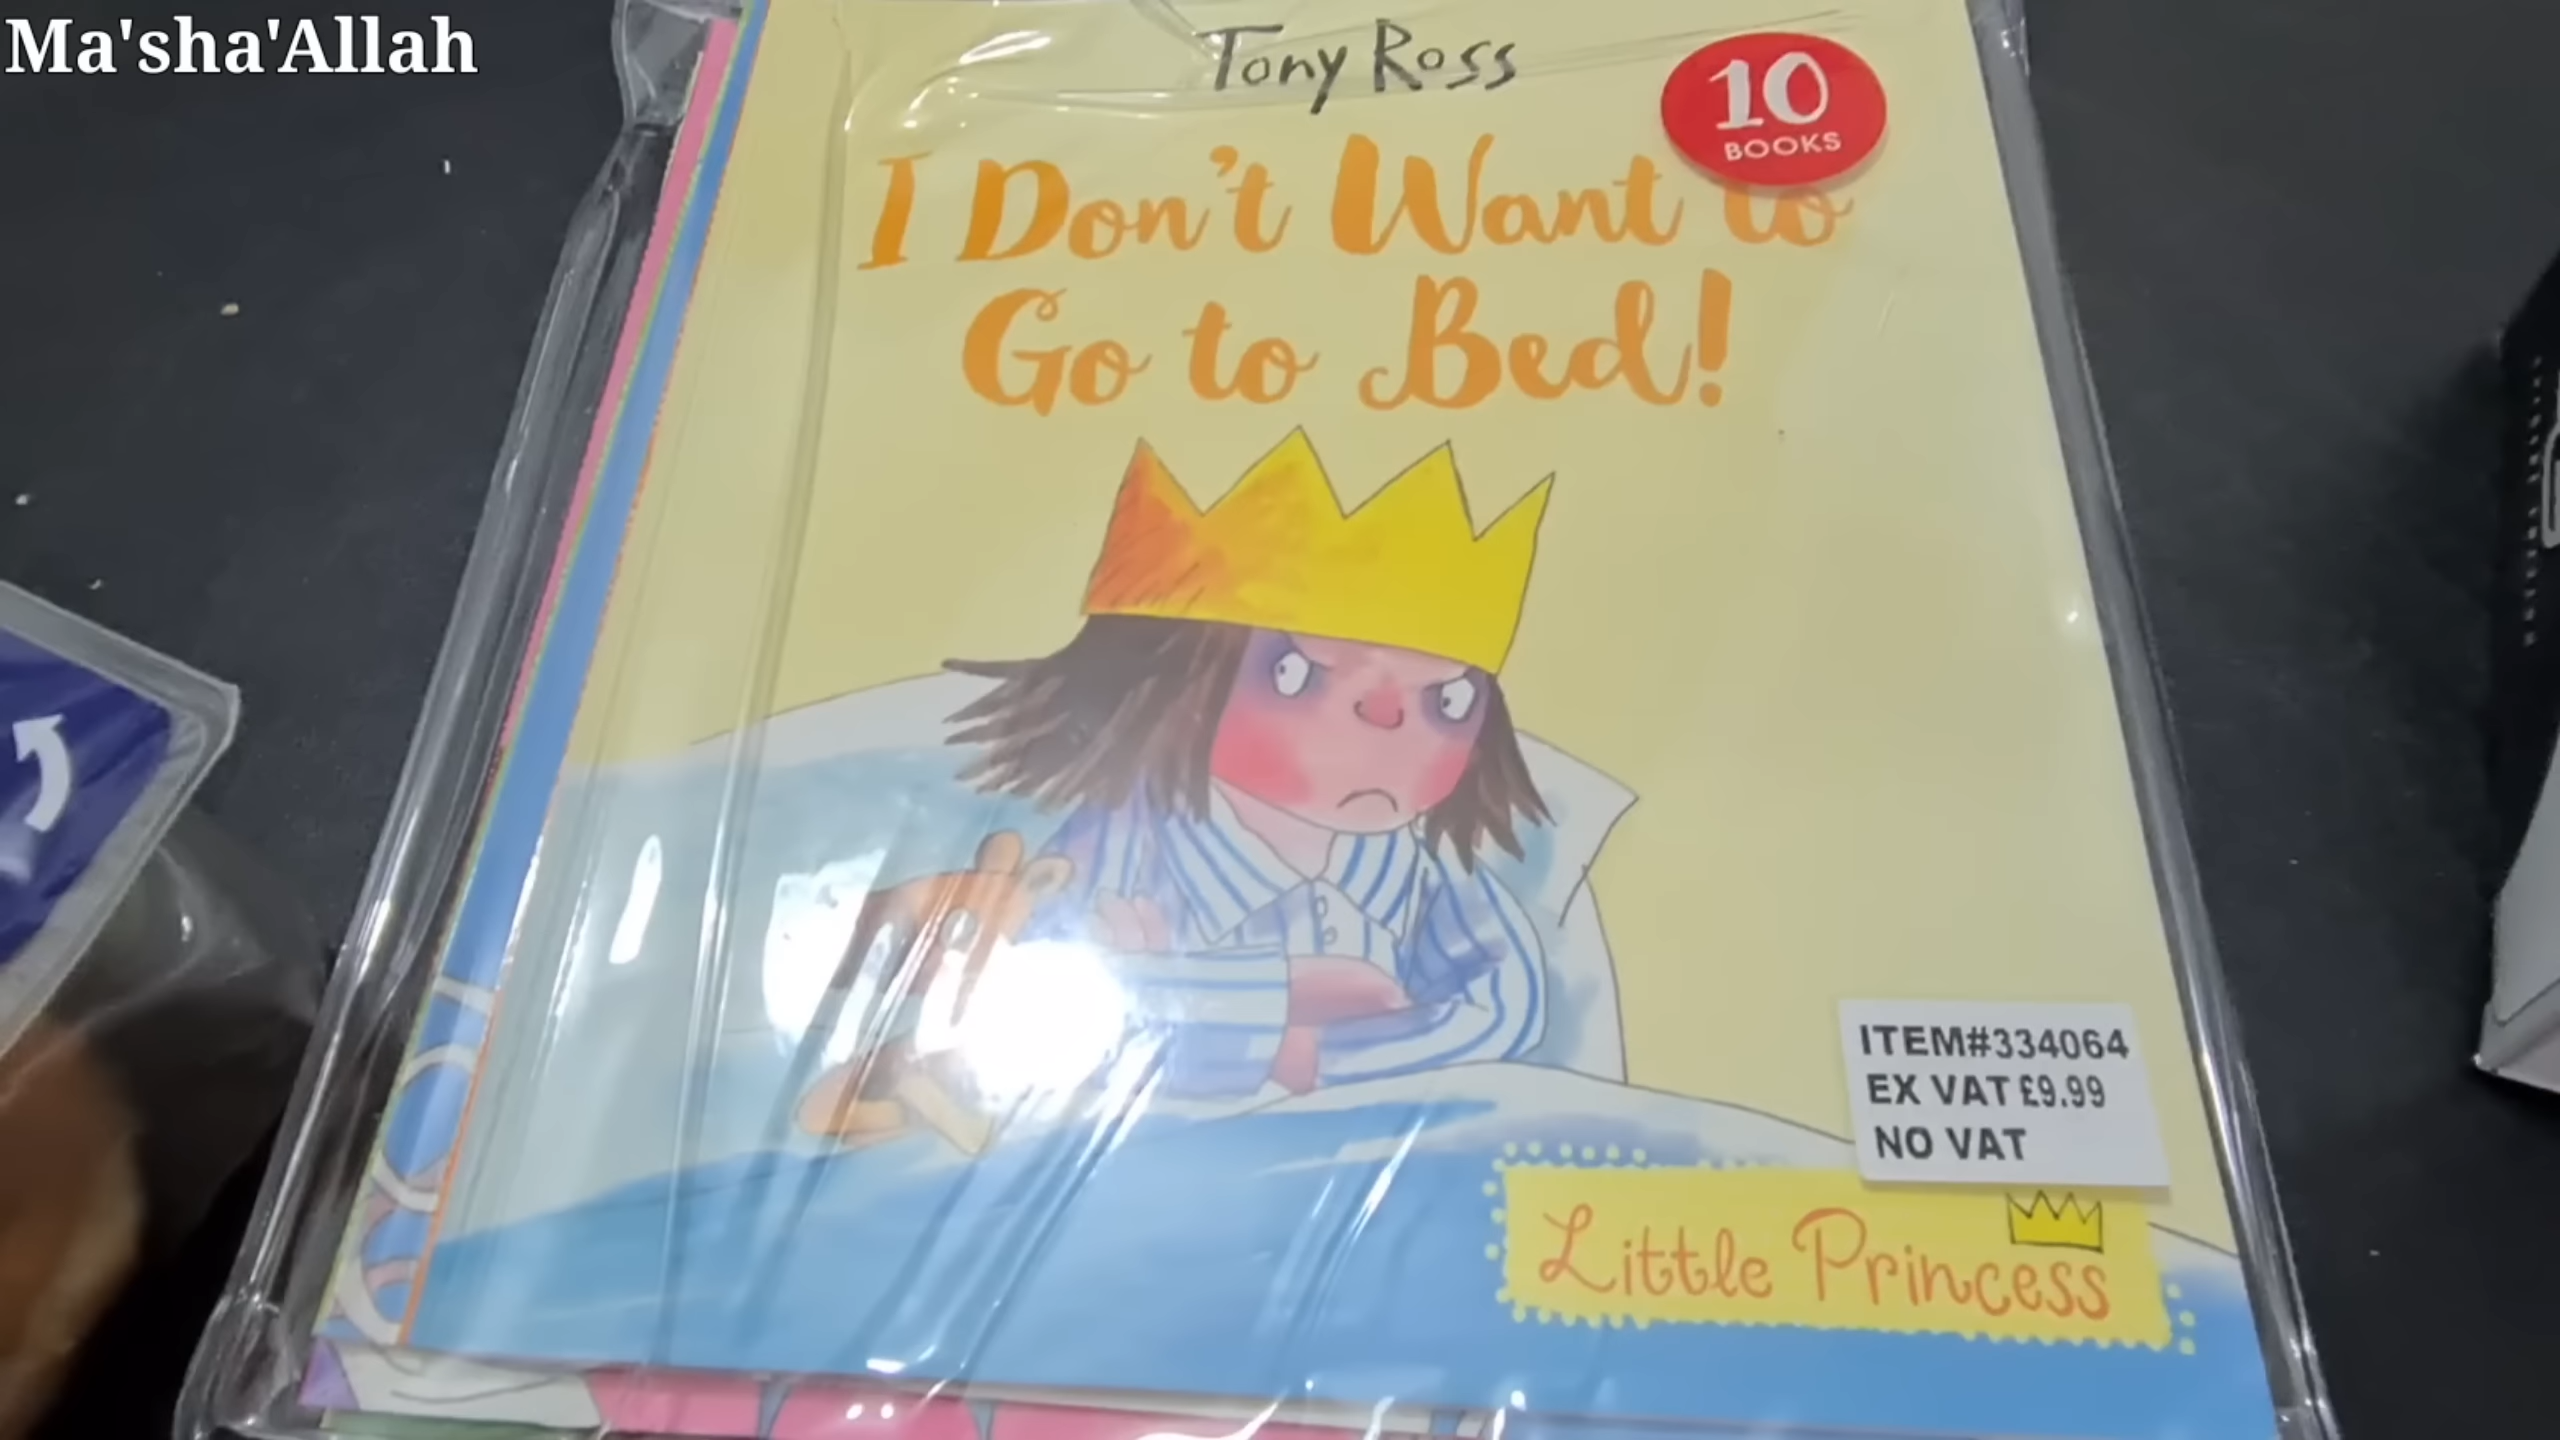 Ma'sha'Allah
Tony Ross
10
BOOKS
I Don't Want to
Go to Bed!
ITEM#334064
EX VAT £9.99
NO VAT
Little Princess